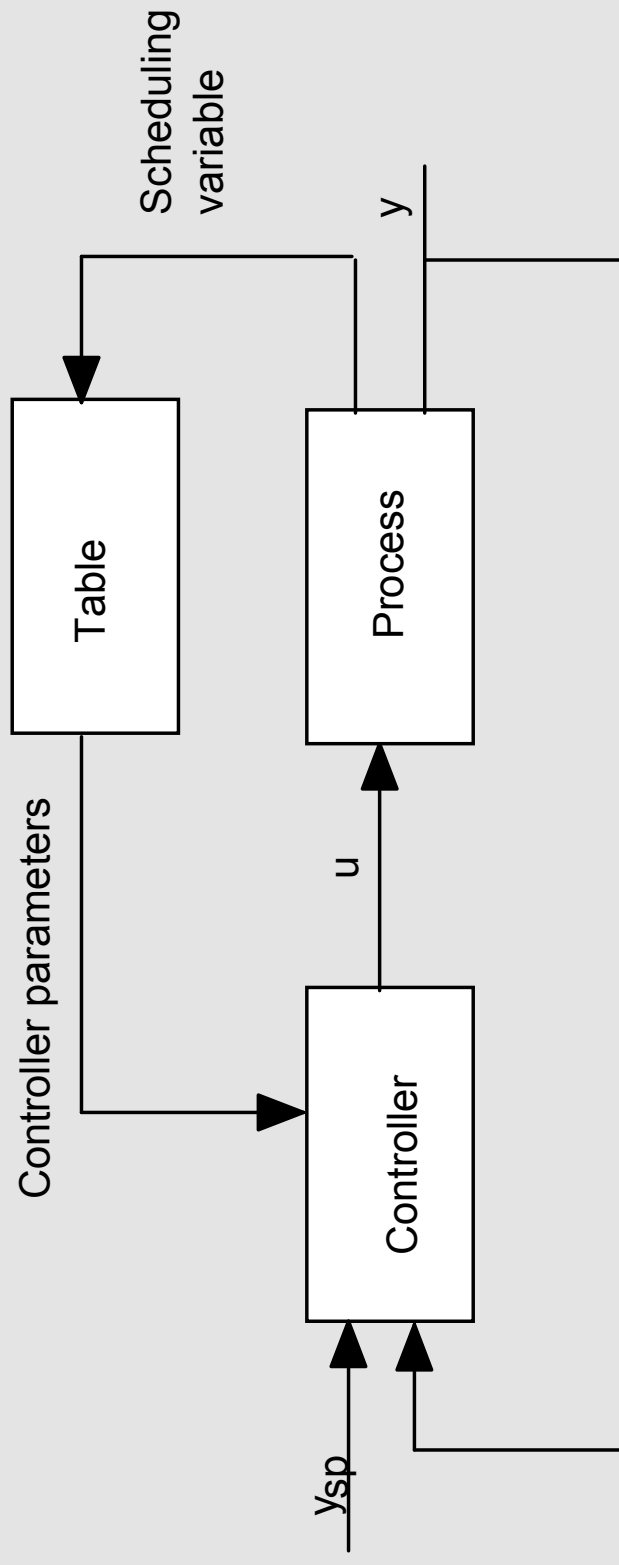 Controller parameters
Table
Scheduling
variable
ysp
Controller
u
Process
y